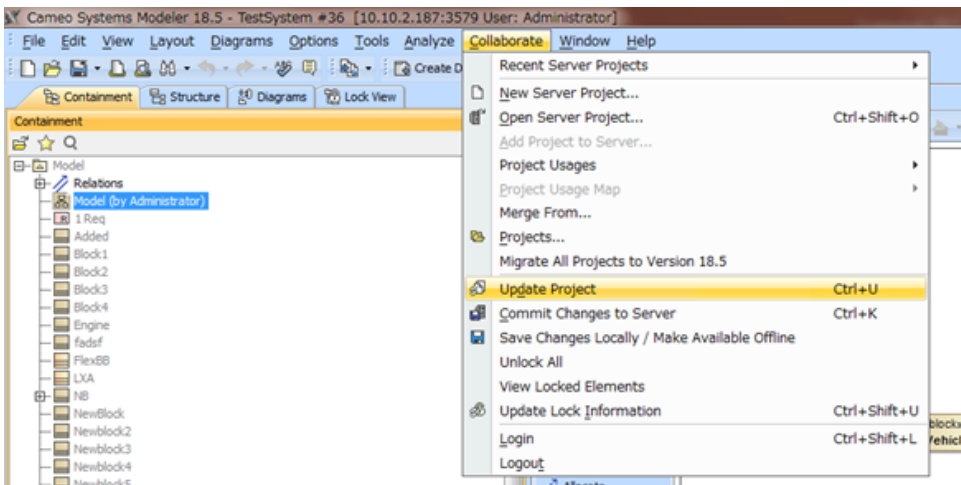 Cameo Systems Modeler 18.5 - TestSystem #36 [10.10.2.187:3579 User: Administrator]
File Edit View Layout Diagrams Options Tools Analyze Collaborate Window Help
Create D
Containment Structure Diagrams Lock View
Containment
Model
Relations
Model (by Administrator)
1 Req
Added
Block1
Block2
Block3
Block4
Engine
fadsf
FlexBB
LXA
NB
NewBlock
Newblock2
Newblock3
Newblock4
Newblock5
Recent Server Projects
New Server Project...
Open Server Project... Ctrl+Shift+O
Add Project to Server...
Project Usages
Project Usage Map
Merge From...
Projects...
Migrate All Projects to Version 18.5
Update Project Ctrl+U
Commit Changes to Server Ctrl+K
Save Changes Locally / Make Available Offline
Unlock All
View Locked Elements
Update Lock Information Ctrl+Shift+U
Login Ctrl+Shift+L
Logout
Allocate